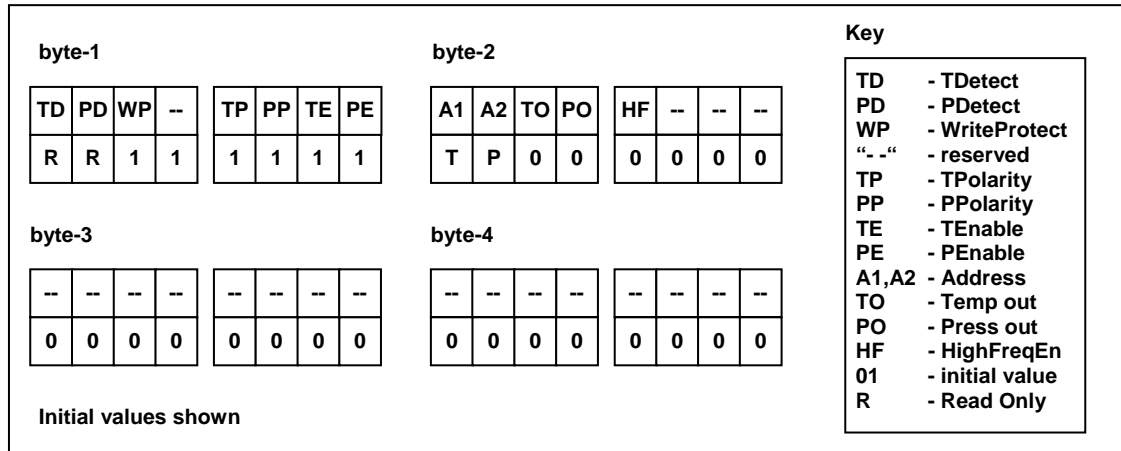 byte-1
TD PD WP -- TP PP TE PE
R R 1 1 1 1 1 1
byte-2
A1 A2 TO PO HF -- -- --
T P 0 0 0 0 0 0
byte-3
-- -- -- -- -- -- -- --
0 0 0 0 0 0 0 0
byte-4
-- -- -- -- -- -- -- --
0 0 0 0 0 0 0 0
Initial values shown
Key
TD - TDetect
PD - PDetect
WP - WriteProtect
“- -“ - reserved
TP - TPolarity
PP - PPolarity
TE - TEnable
PE - PEnable
A1,A2 - Address
TO - Temp out
PO - Press out
HF - HighFreqEn
01 - initial value
R - Read Only